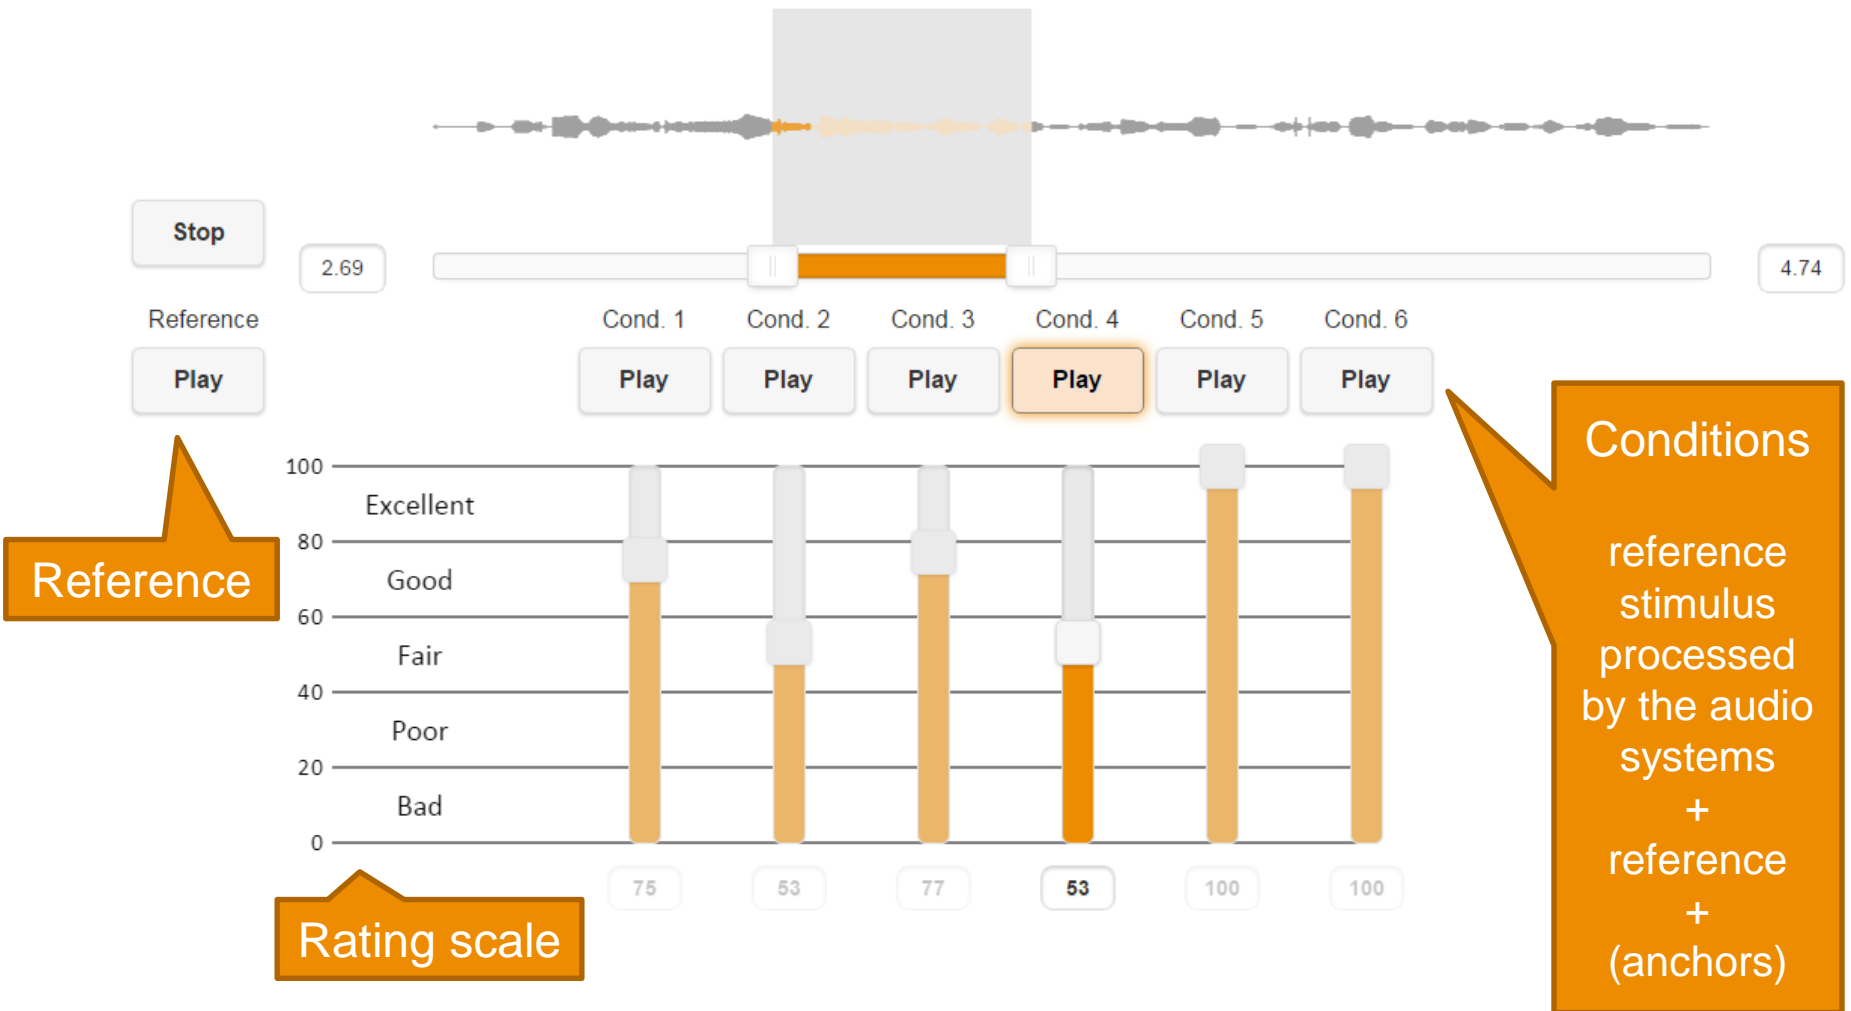 Stop
2.69
4.74
Reference
Cond. 1
Cond. 2
Cond. 3
Cond. 4
Cond. 5
Cond. 6
Play
Play
Play
Play
Play
Play
Play
100
Excellent
80
Good
60
Fair
40
Poor
20
Bad
0
75
53
77
53
100
100
Reference
Rating scale
Conditions
reference
stimulus
processed
by the audio
systems
+
reference
+
(anchors)